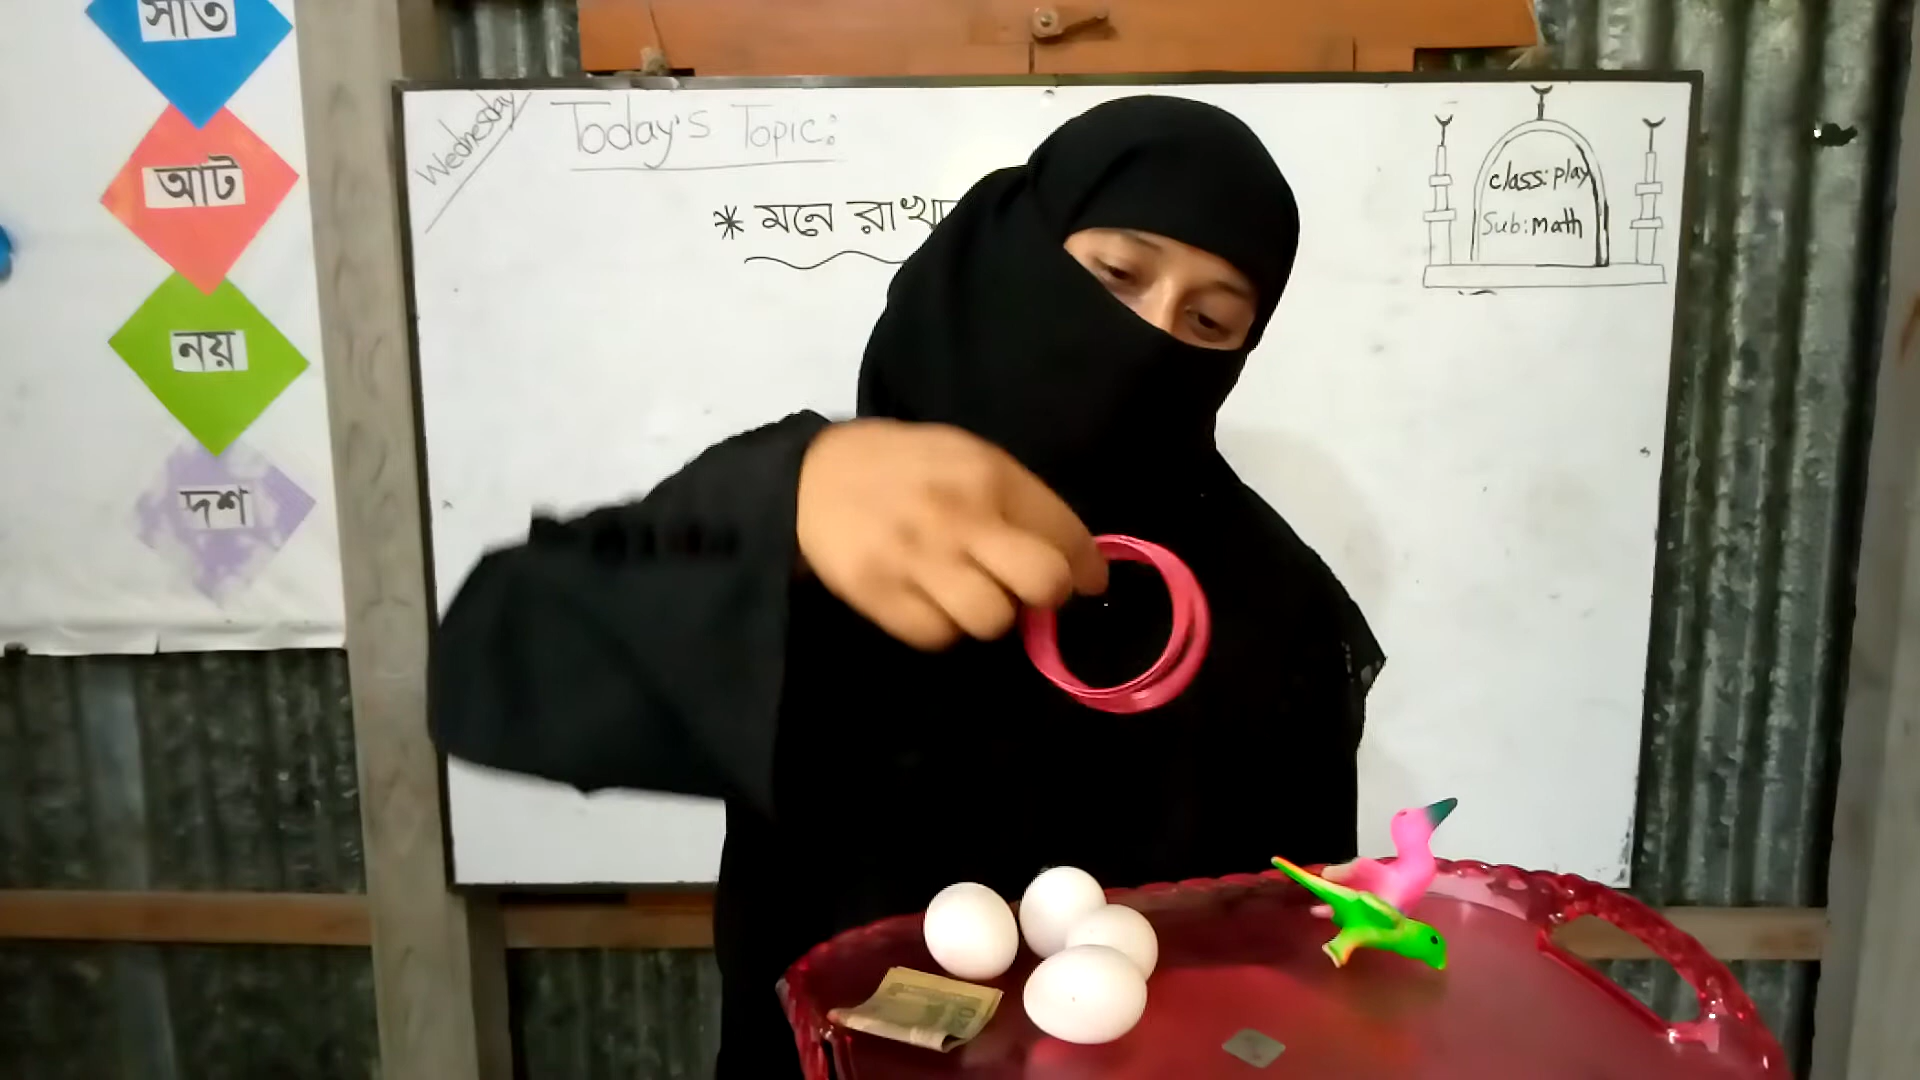 সাত
আট
নয়
দশ
Wednesday
Today's Topic:
* মনে রাখা
class: play
Sub: math